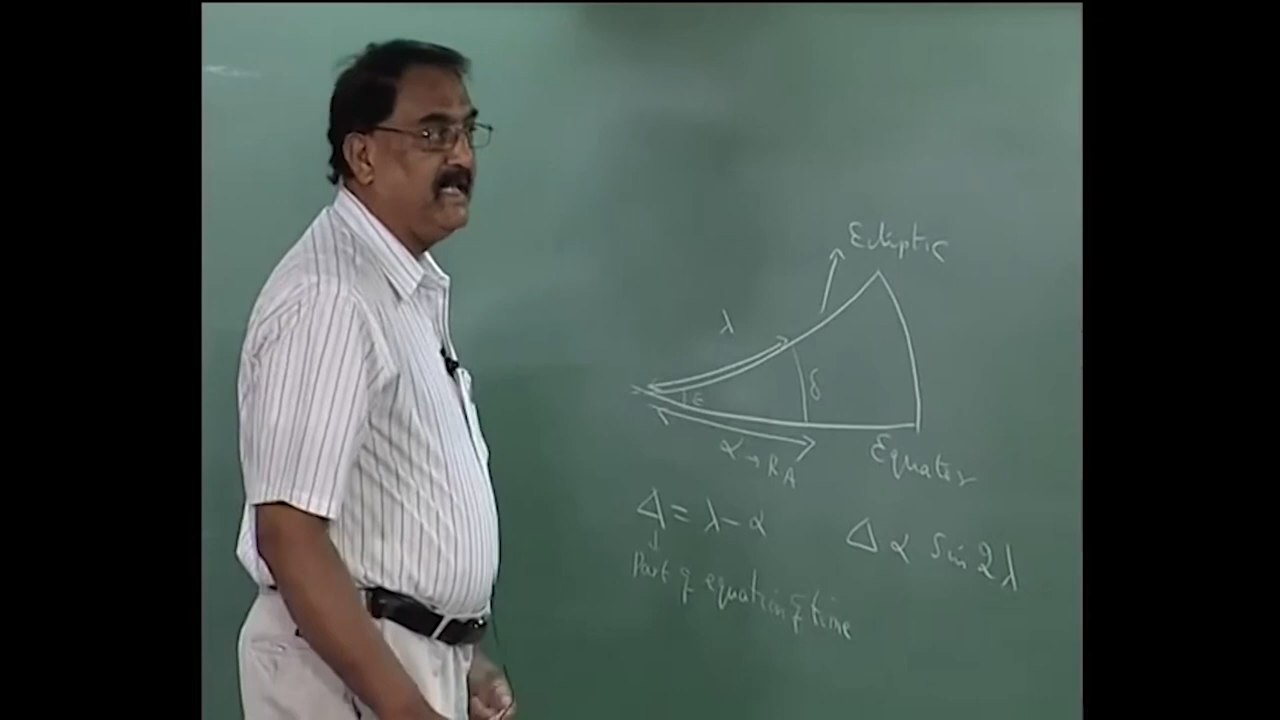 Ecliptic
λ
δ
ε
α → RA
Equator
Δ = λ - α
Δ α Sin 2λ
↓
Part of equation of time